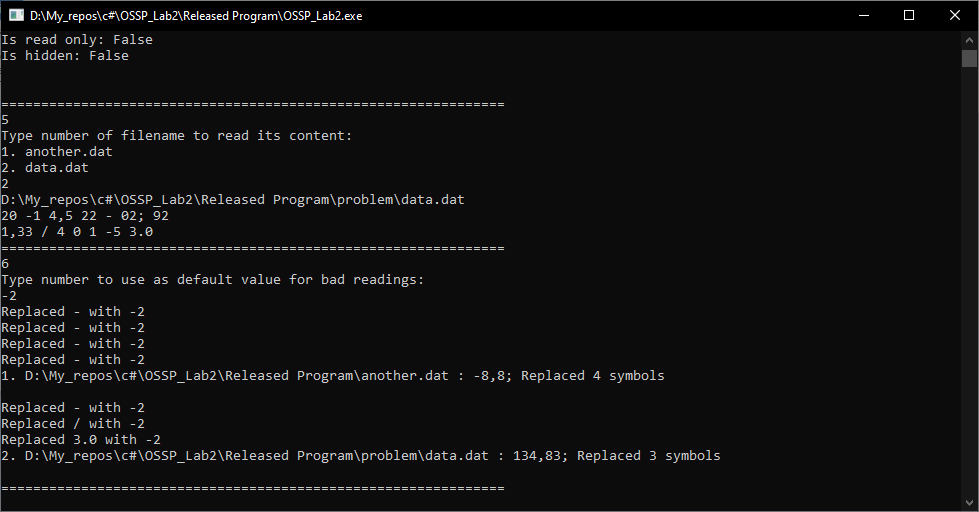 D:\My_repos\c#\OSSP_Lab2\Released Program\OSSP_Lab2.exe
Is read only: False
Is hidden: False
===============================================================
5
Type number of filename to read its content:
1. another.dat
2. data.dat
2
D:\My_repos\c#\OSSP_Lab2\Released Program\problem\data.dat
20 -1 4,5 22 - 02; 92
1,33 / 4 0 1 -5 3.0
===============================================================
6
Type number to use as default value for bad readings:
-2
Replaced - with -2
Replaced - with -2
Replaced - with -2
Replaced - with -2
1. D:\My_repos\c#\OSSP_Lab2\Released Program\another.dat : -8,8; Replaced 4 symbols
Replaced - with -2
Replaced / with -2
Replaced 3.0 with -2
2. D:\My_repos\c#\OSSP_Lab2\Released Program\problem\data.dat : 134,83; Replaced 3 symbols
===============================================================